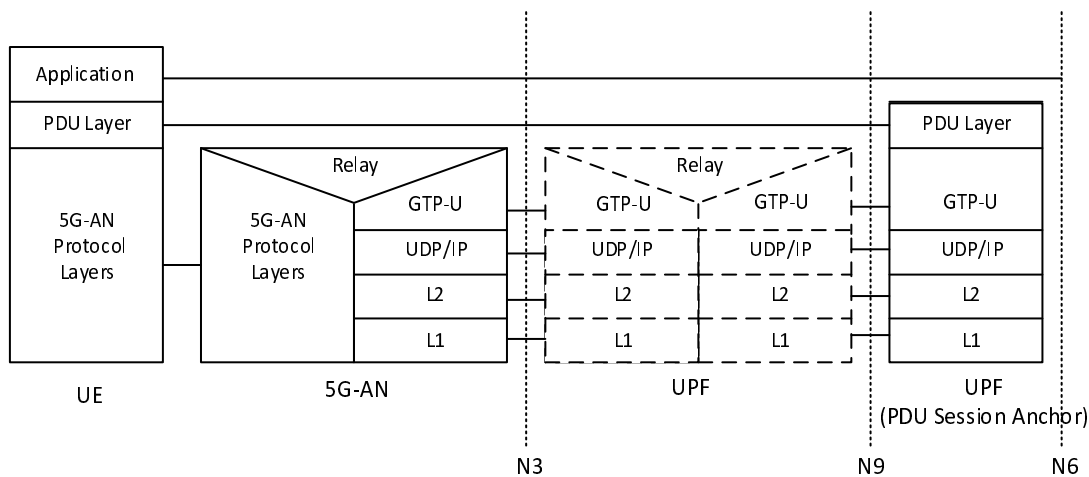 Application
PDU Layer
PDU Layer
Relay
Relay
5G-AN
Protocol
Layers
5G-AN
Protocol
Layers
GTP-U
GTP-U
GTP-U
GTP-U
UDP/IP
UDP/IP
UDP/IP
UDP/IP
L2
L2
L2
L2
L1
L1
L1
L1
UE
5G-AN
UPF
UPF
(PDU Session Anchor)
N3
N9
N6